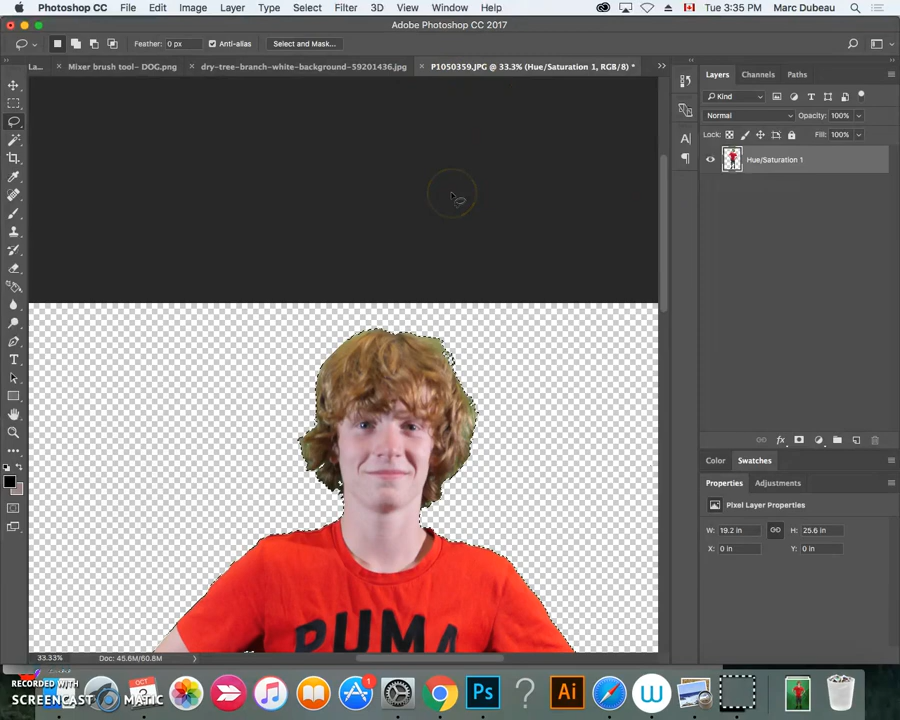 Photoshop CC File Edit Image Layer Type Select Filter 3D View Window Help Tue 3:35 PM Marc Dubeau
Adobe Photoshop CC 2017
Feather: 0 px Anti-alias Select and Mask...
La... × Mixer brush tool- DOG.png × dry-tree-branch-white-background-59201436.jpg × P1050359.JPG @ 33.3% (Hue/Saturation 1, RGB/8) * >>
Layers Channels Paths
Kind
Normal Opacity: 100%
Lock: Fill: 100%
Hue/Saturation 1
fx
Color Swatches
Properties Adjustments
Pixel Layer Properties
W: 19.2 in H: 25.6 in
X: 0 in Y: 0 in
PUMA
33.33% Doc: 45.6M/60.8M
RECORDED WITH
SCREENCAST MATIC
1
Ps
?
Ai
W